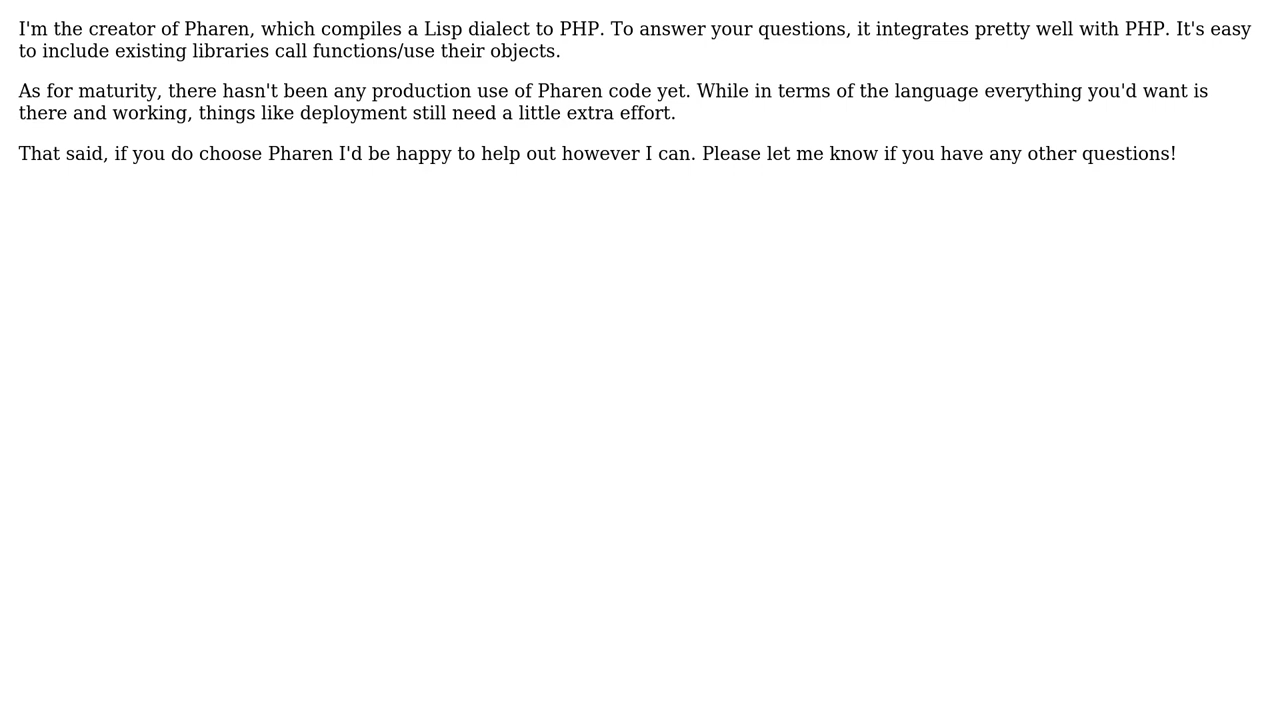 I'm the creator of Pharen, which compiles a Lisp dialect to PHP. To answer your questions, it integrates pretty well with PHP. It's easy
to include existing libraries call functions/use their objects.
As for maturity, there hasn't been any production use of Pharen code yet. While in terms of the language everything you'd want is
there and working, things like deployment still need a little extra effort.
That said, if you do choose Pharen I'd be happy to help out however I can. Please let me know if you have any other questions!